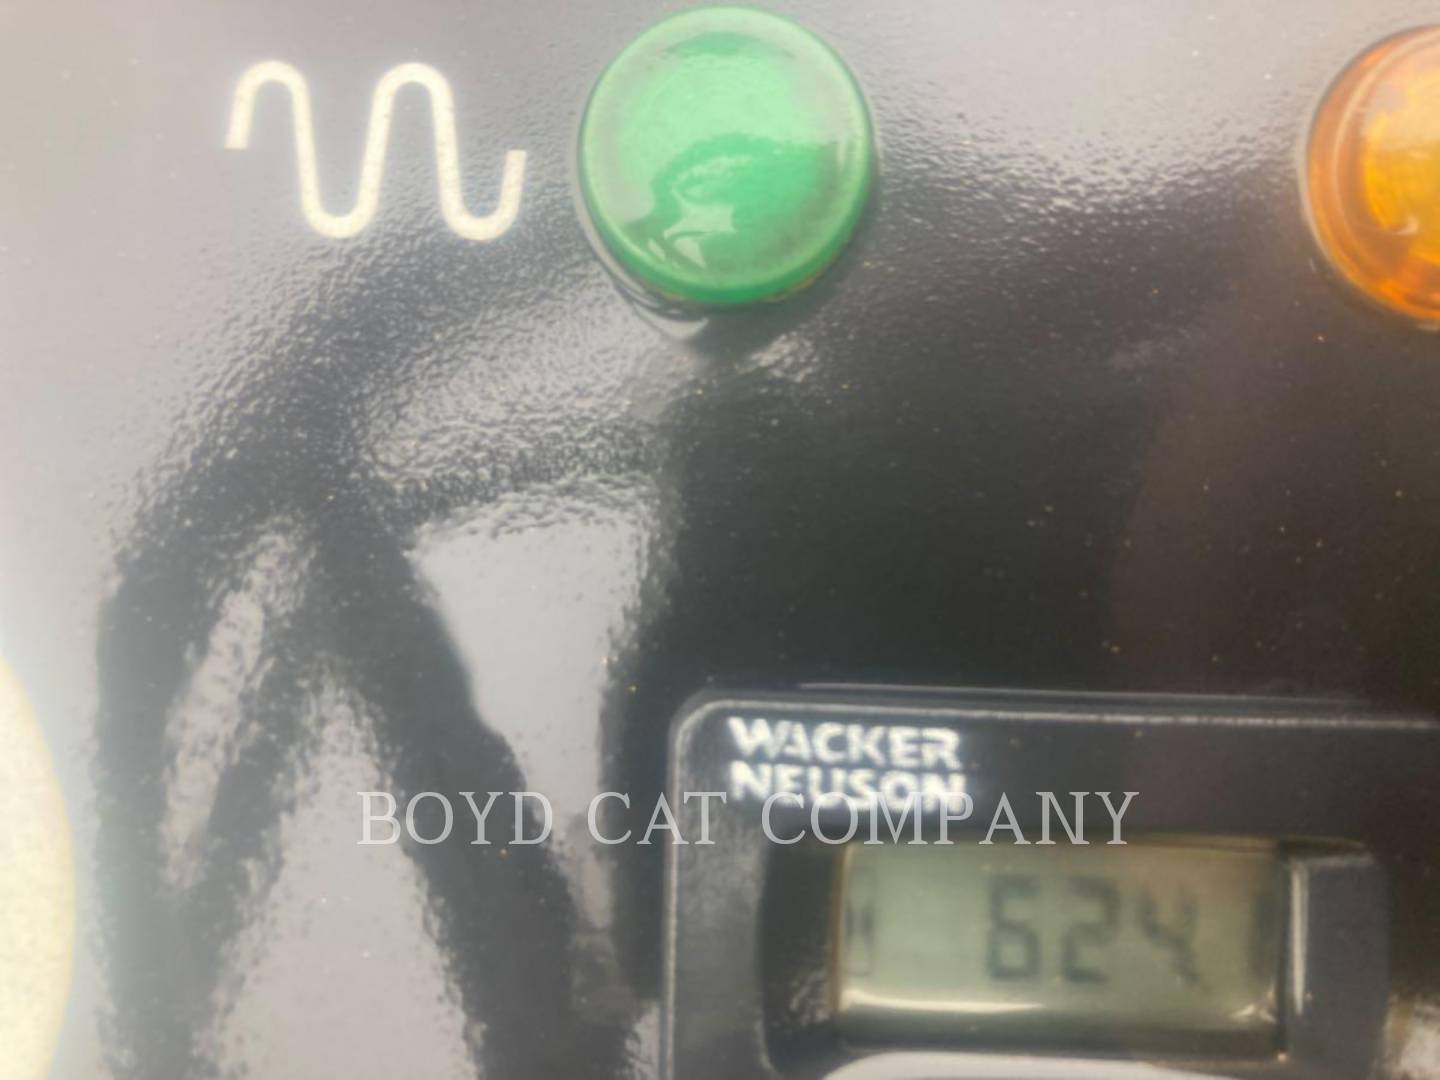 WACKER
NEUSON
BOYD CAT COMPANY
624